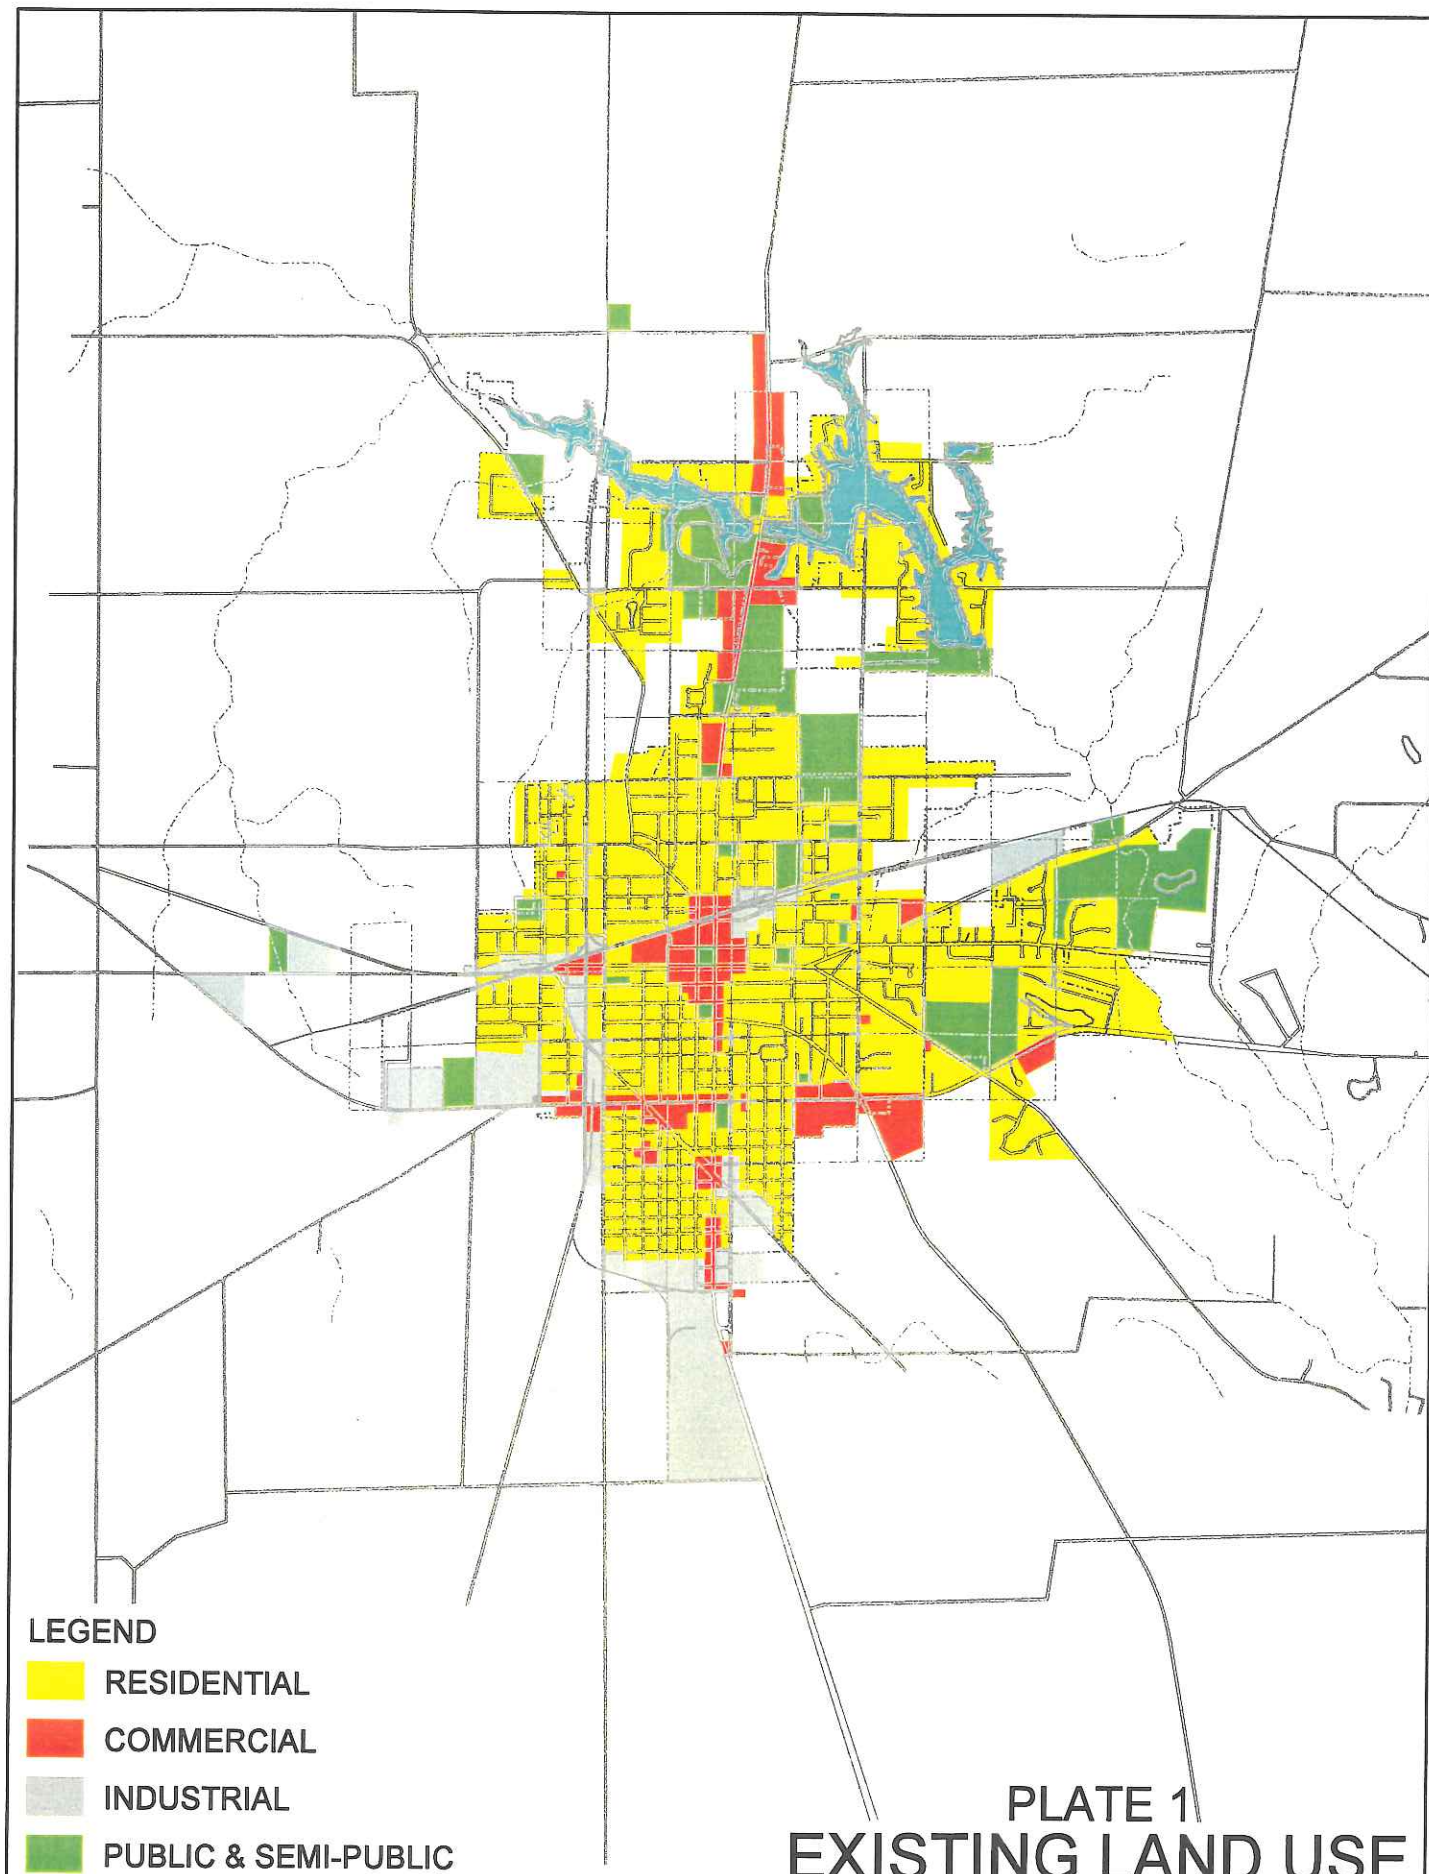 LEGEND
RESIDENTIAL
COMMERCIAL
INDUSTRIAL
PUBLIC & SEMI-PUBLIC
PLATE 1
EXISTING LAND USE